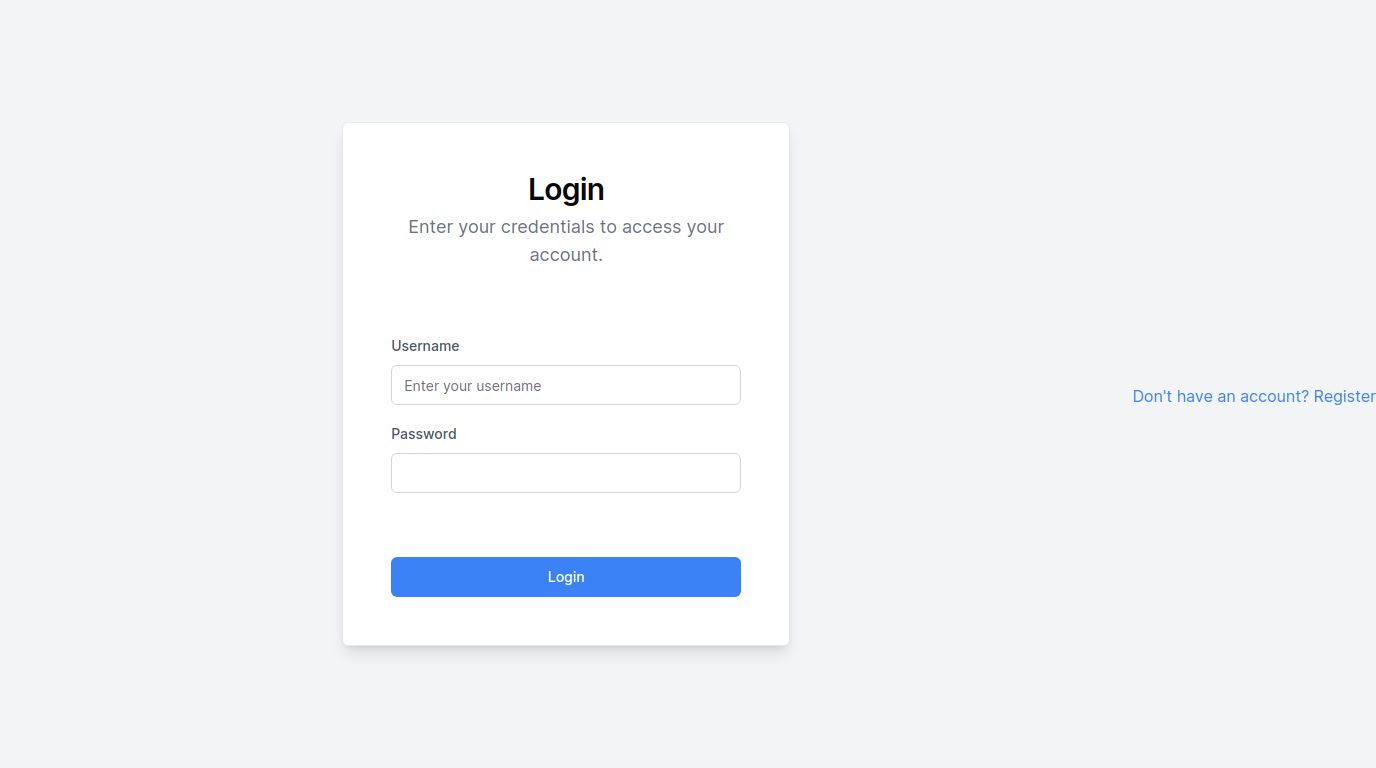 Login
Enter your credentials to access your
account.
Username
Enter your username
Password
Login
Don't have an account? Register